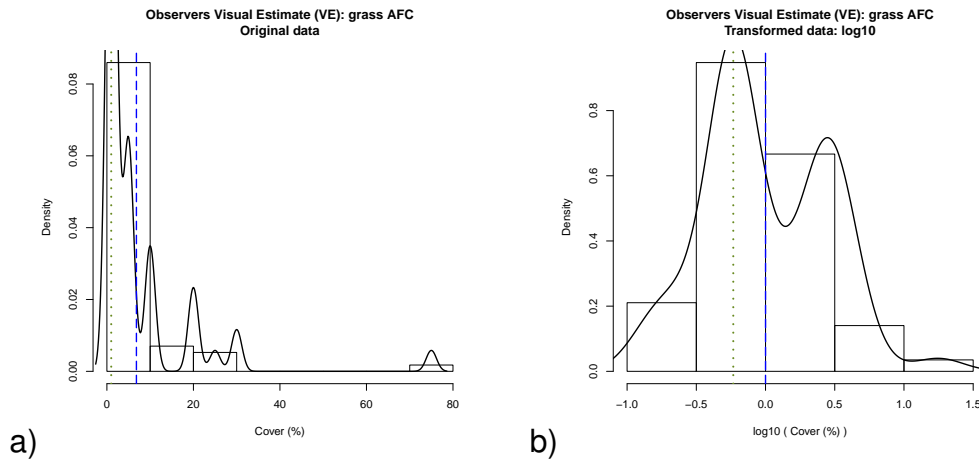 Observers Visual Estimate (VE): grass AFC
Original data
Density
0.00 0.02 0.04 0.06 0.08
0 20 40 60 80
Cover (%)
a)
Observers Visual Estimate (VE): grass AFC
Transformed data: log10
Density
0.0 0.2 0.4 0.6 0.8
−1.0 −0.5 0.0 0.5 1.0 1.5
log10 ( Cover (%) )
b)